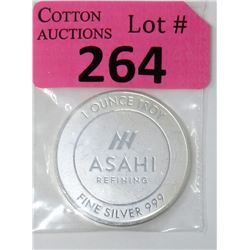 COTTON
AUCTIONS
Lot #
264
1 OUNCE TROY
ASAHI
REFINING
FINE SILVER 999